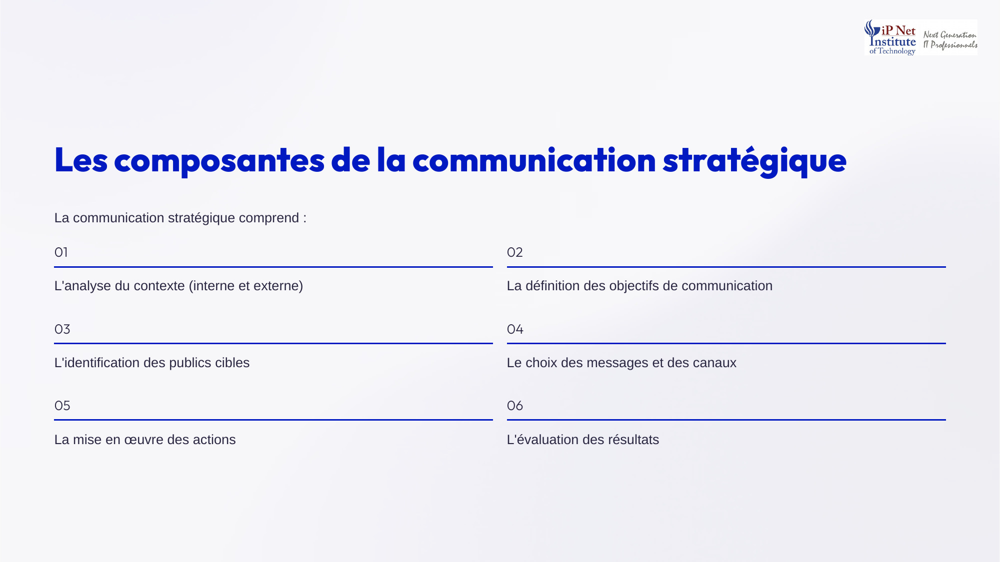 iP Net
Institute
of Technology
Next Generation
IT Professionnels
Les composantes de la communication stratégique
La communication stratégique comprend :
01
L'analyse du contexte (interne et externe)
02
La définition des objectifs de communication
03
L'identification des publics cibles
04
Le choix des messages et des canaux
05
La mise en œuvre des actions
06
L'évaluation des résultats